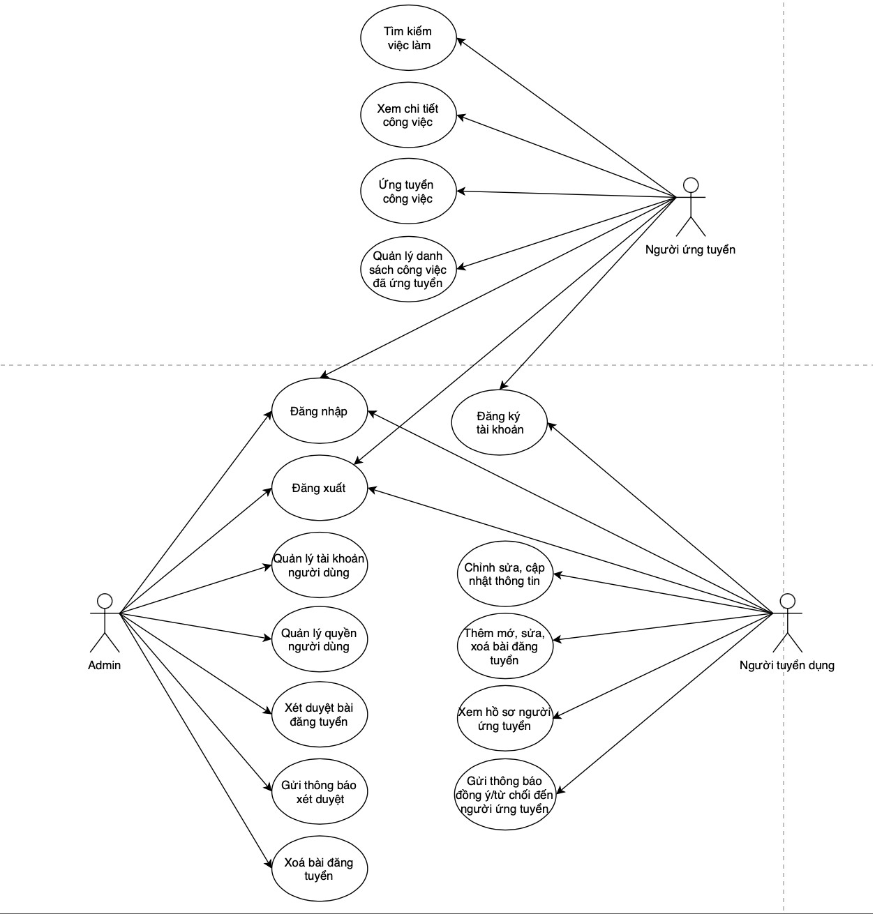 Tìm kiếm
việc làm
Xem chi tiết
công việc
Ứng tuyển
công việc
Người ứng tuyển
Quản lý danh
sách công việc
đã ứng tuyển
Đăng nhập
Đăng ký
tài khoản
Đăng xuất
Quản lý tài khoản
người dùng
Chỉnh sửa, cập
nhật thông tin
Admin
Quản lý quyền
người dùng
Thêm mớ, sửa,
xoá bài đăng
tuyển
Người tuyển dụng
Xét duyệt bài
đăng tuyển
Xem hồ sơ người
ứng tuyển
Gửi thông báo
xét duyệt
Gửi thông báo
đồng ý/từ chối đến
người ứng tuyển
Xoá bài đăng
tuyển